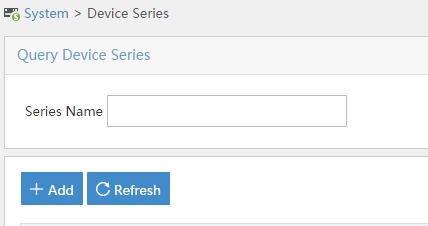 System > Device Series
Query Device Series
Series Name
+ Add Refresh